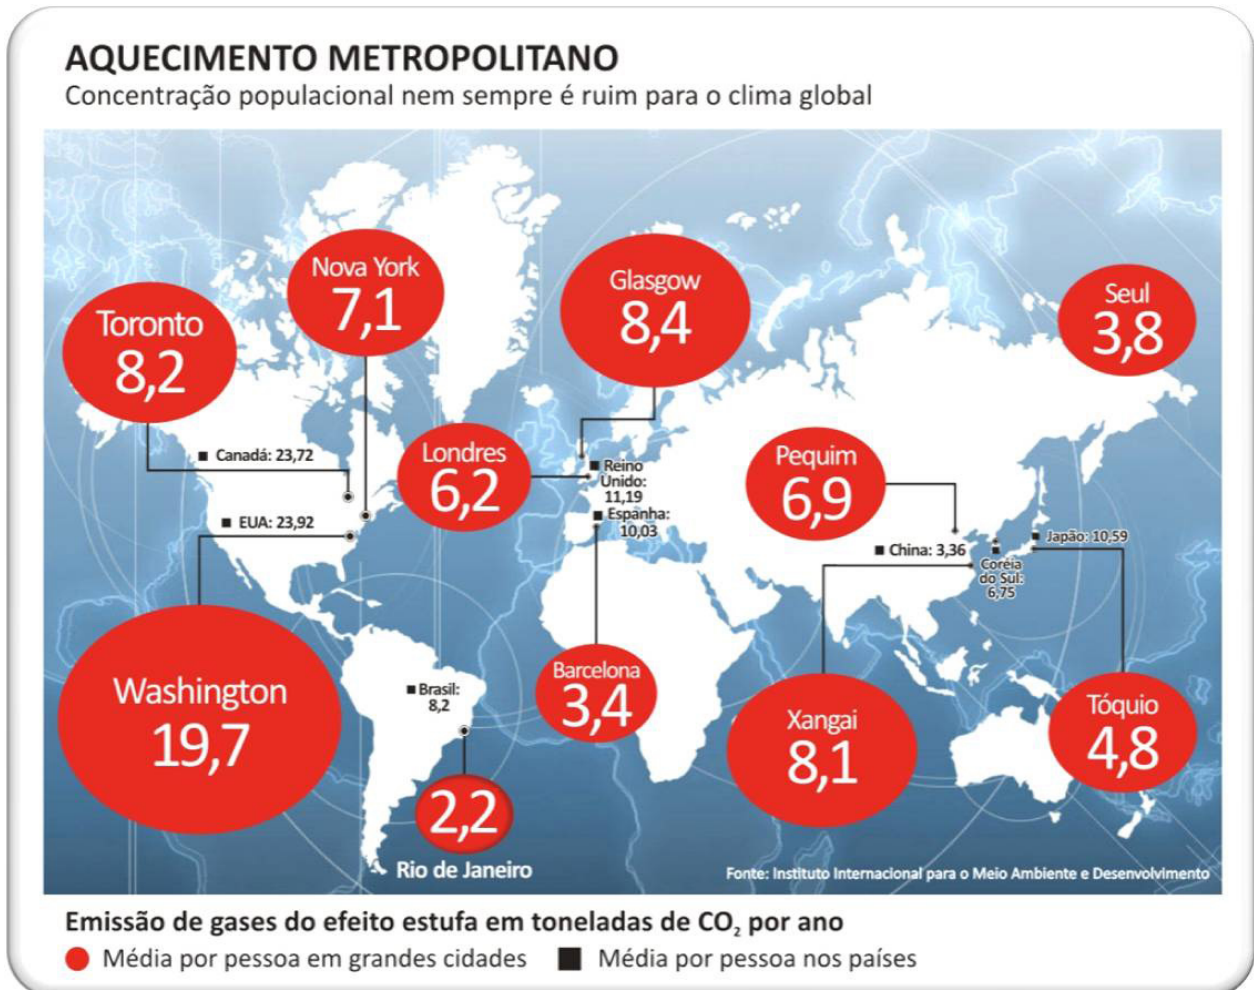 AQUECIMENTO METROPOLITANO
Concentração populacional nem sempre é ruim para o clima global
Nova York
7,1
Glasgow
8,4
Seul
3,8
Toronto
8,2
Londres
6,2
Pequim
6,9
Canadá: 23,72
Reino
Unido:
11,19
EUA: 23,92
Espanha:
10,03
China: 3,36
Japão: 10,59
Coréia
do Sul:
6,75
Washington
19,7
Brasil:
8,2
Barcelona
3,4
Xangai
8,1
Tóquio
4,8
2,2
Rio de Janeiro
Fonte: Instituto Internacional para o Meio Ambiente e Desenvolvimento
Emissão de gases do efeito estufa em toneladas de CO₂ por ano
Média por pessoa em grandes cidades
Média por pessoa nos países